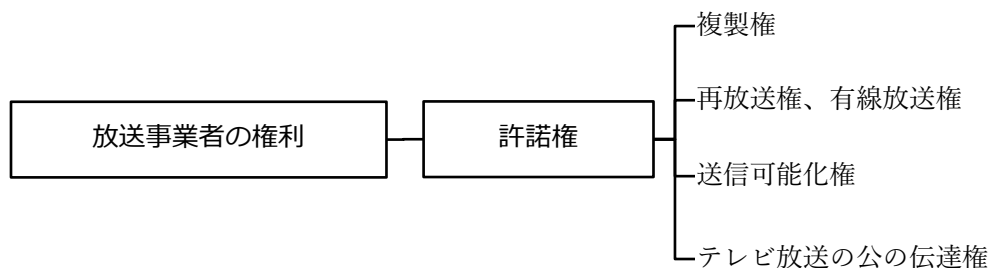 放送事業者の権利
許諾権
複製権
再放送権、有線放送権
送信可能化権
テレビ放送の公の伝達権